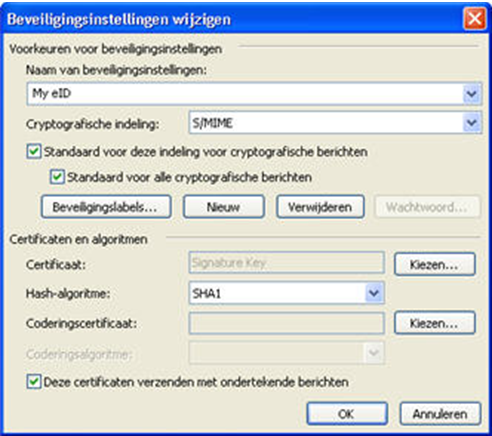 Beveiligingsinstellingen wijzigen
Voorkeuren voor beveiligingsinstellingen
Naam van beveiligingsinstellingen:
My eID
Cryptografische indeling: S/MIME
Standaard voor deze indeling voor cryptografische berichten
Standaard voor alle cryptografische berichten
Beveiligingslabels... Nieuw Verwijderen Wachtwoord...
Certificaten en algoritmen
Certificaat: Signature Key Kiezen...
Hash-algoritme: SHA1
Coderingscertificaat: Kiezen...
Coderingsalgoritme:
Deze certificaten verzenden met ondertekende berichten
OK Annuleren